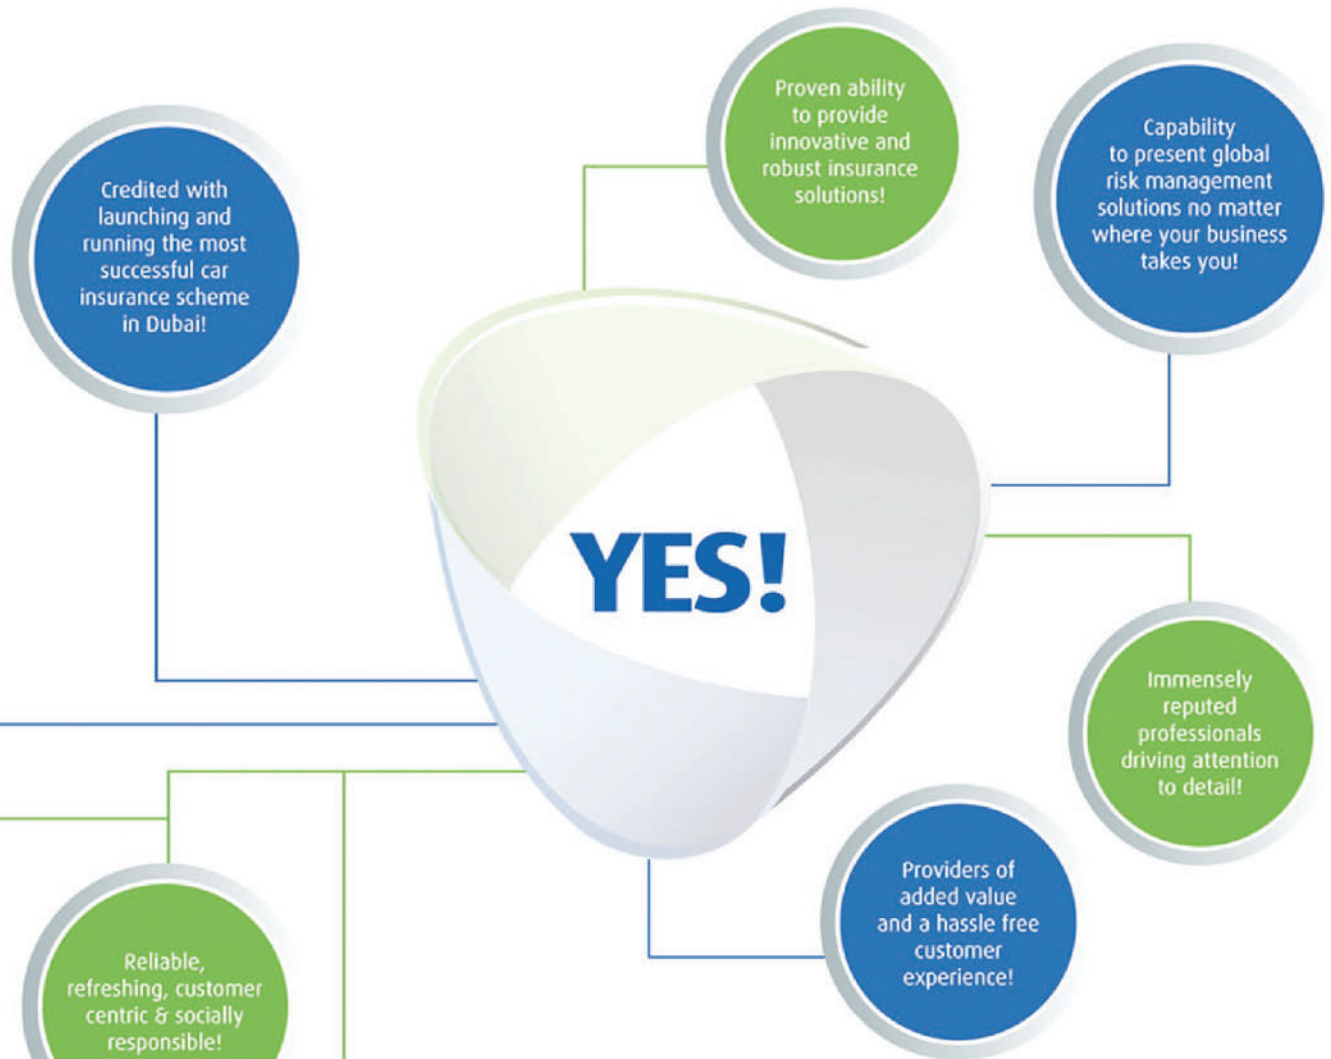 Proven ability
to provide
innovative and
robust insurance
solutions!
Capability
to present global
risk management
solutions no matter
where your business
takes you!
Credited with
launching and
running the most
successful car
insurance scheme
in Dubai!
YES!
Immensely
reputed
professionals
driving attention
to detail!
Providers of
added value
and a hassle free
customer
experience!
Reliable,
refreshing, customer
centric & socially
responsible!